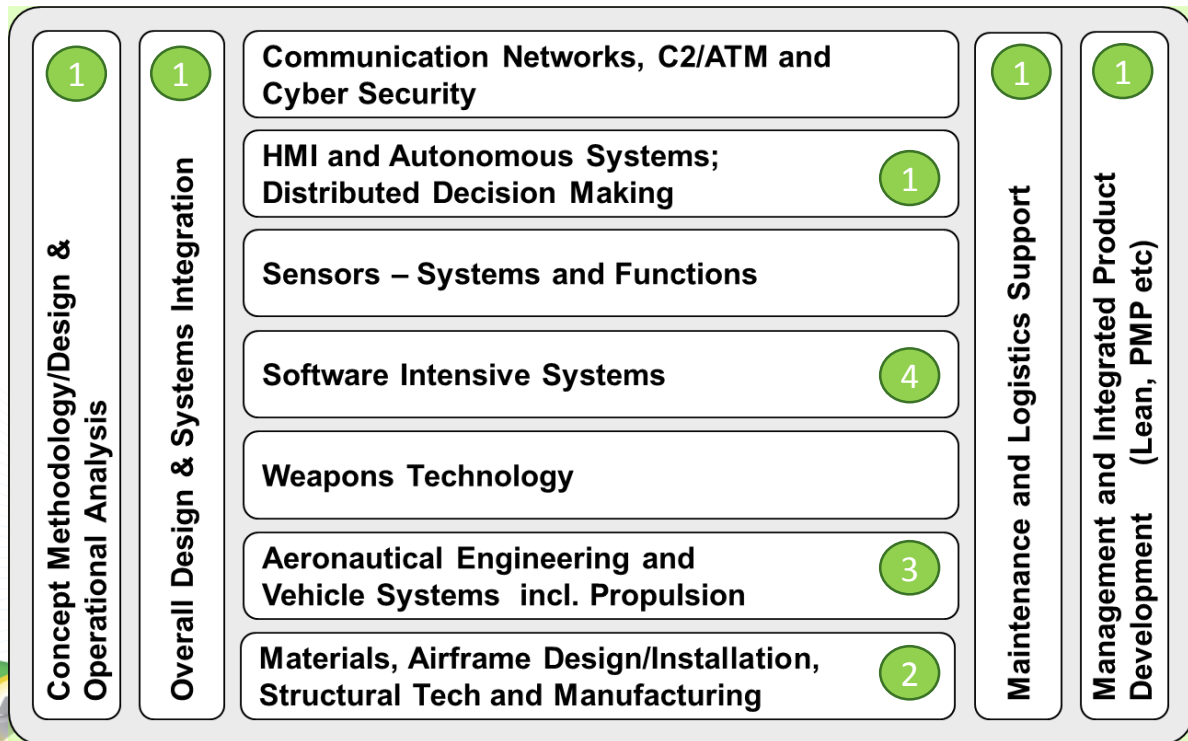 1
Concept Methodology/Design &
Operational Analysis
1
Overall Design & Systems Integration
Communication Networks, C2/ATM and
Cyber Security
HMI and Autonomous Systems;
Distributed Decision Making
1
Sensors – Systems and Functions
Software Intensive Systems
4
Weapons Technology
Aeronautical Engineering and
Vehicle Systems incl. Propulsion
3
Materials, Airframe Design/Installation,
Structural Tech and Manufacturing
2
1
Maintenance and Logistics Support
1
Management and Integrated Product
Development (Lean, PMP etc)